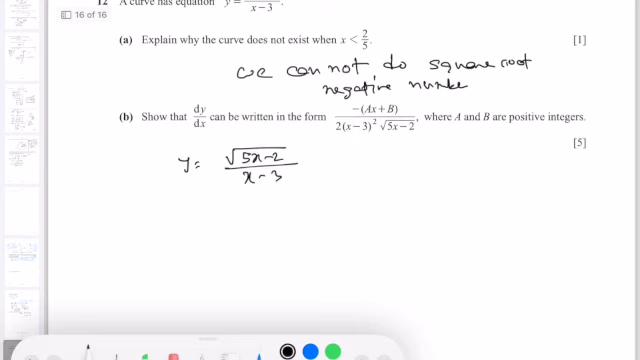 12 A curve has equation y = x − 3 .
16 of 16
(a) Explain why the curve does not exist when x < 2/5. [1]
we can not do square root
negative numbe
(b) Show that dy/dx can be written in the form −(Ax + B) / 2(x − 3)² √5x − 2, where A and B are positive integers.
[5]
y = √5x − 2 / x − 3